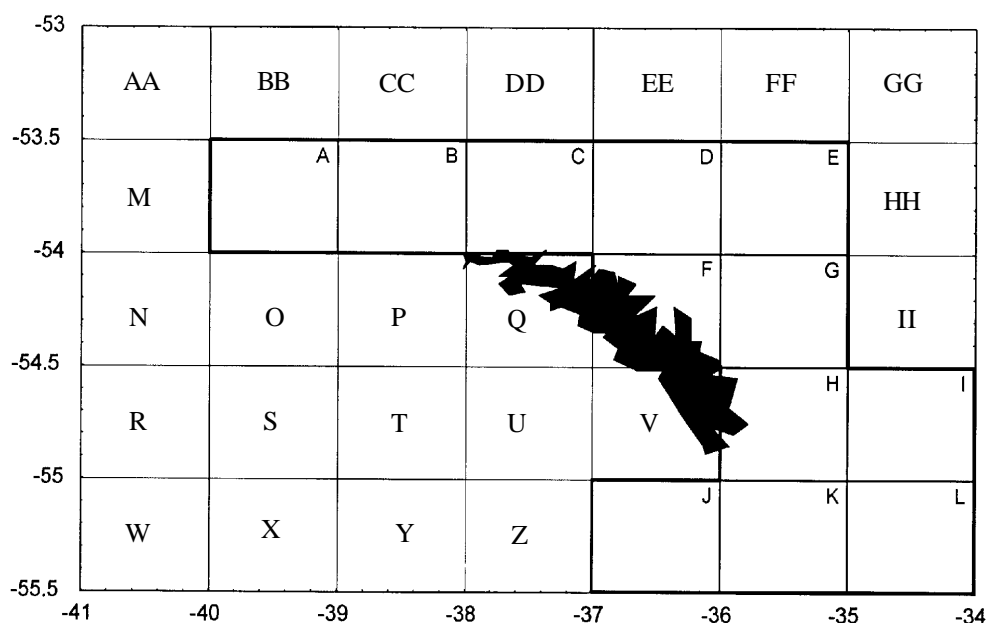 -53
AA BB CC DD EE FF GG
-53.5
A B C D E
M HH
-54
F G
N O P Q II
-54.5
H I
R S T U V
-55
J K L
W X Y Z
-55.5
-41 -40 -39 -38 -37 -36 -35 -34